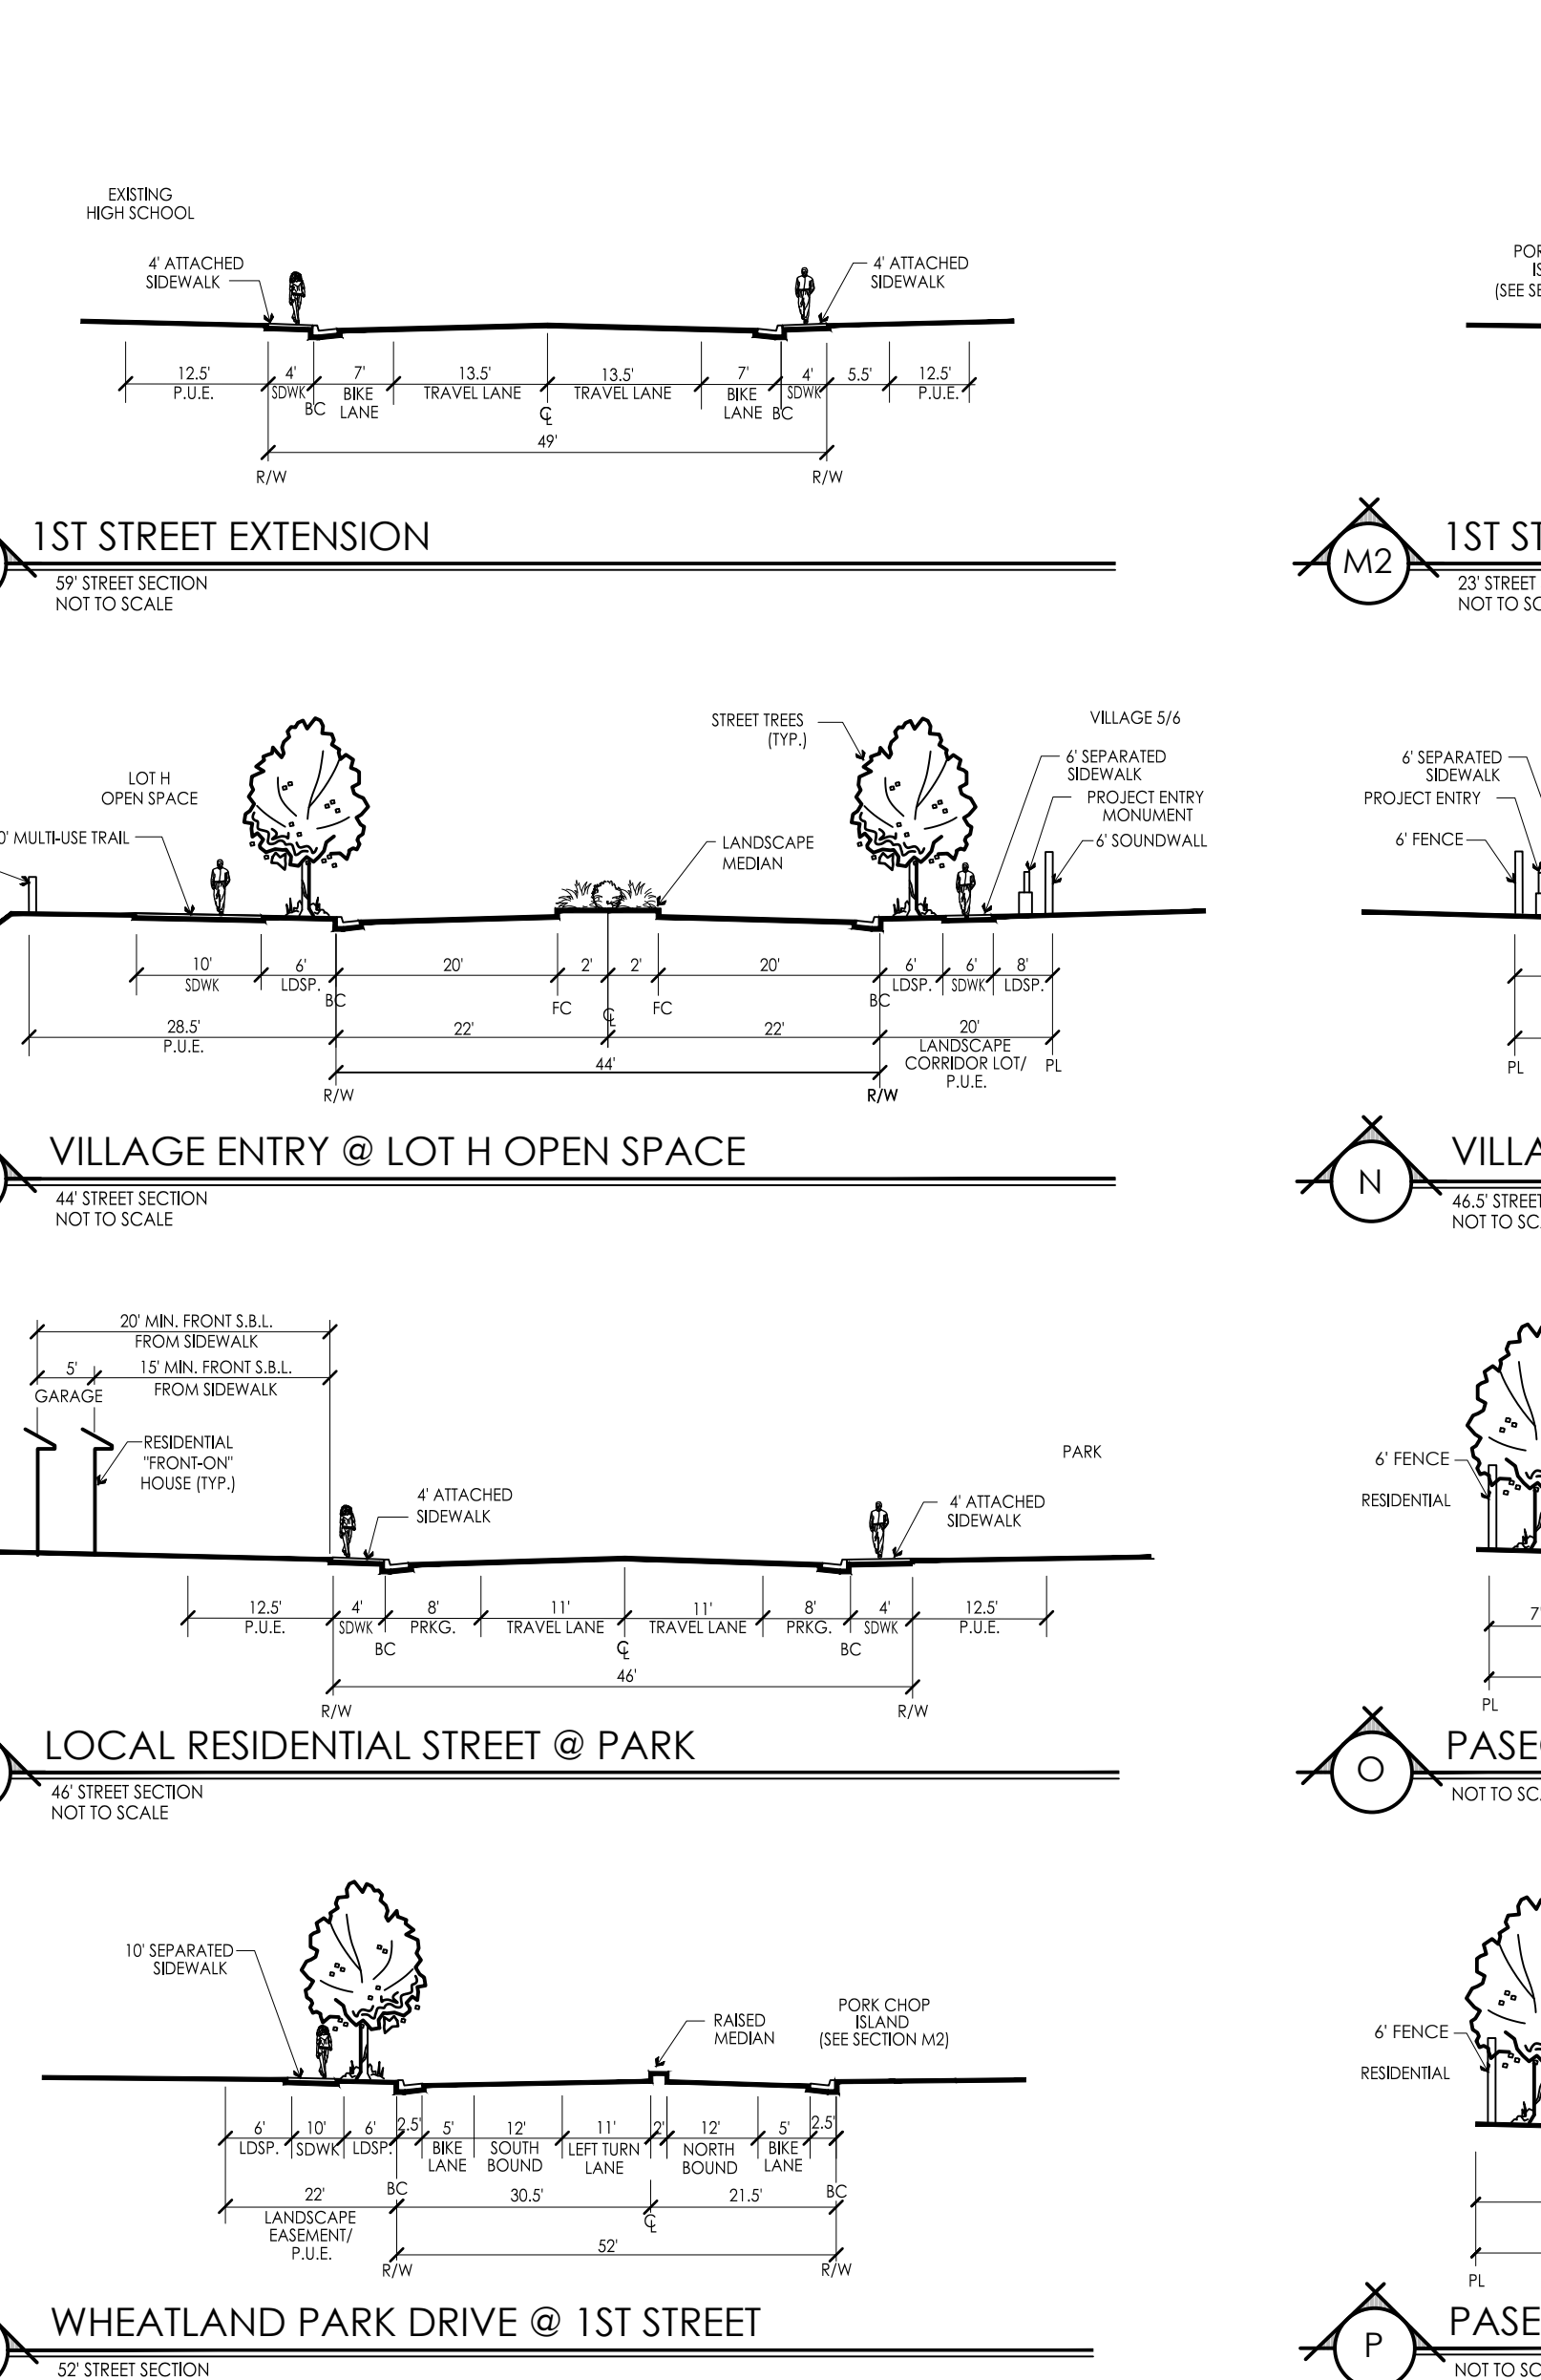 EXISTING
HIGH SCHOOL
4' ATTACHED
SIDEWALK
4' ATTACHED
SIDEWALK
12.5' 4' 7' 13.5' 13.5' 7' 4' 5.5' 12.5'
P.U.E. SDWK BIKE LANE TRAVEL LANE TRAVEL LANE BIKE LANE SDWK P.U.E.
BC ℄ BC
49'
R/W R/W
1ST STREET EXTENSION
59' STREET SECTION
NOT TO SCALE
(SEE
M2
1ST
23' STREET
NOT TO
STREET TREES
(TYP.)
VILLAGE 5/6
LOT H
OPEN SPACE
6' SEPARATED
SIDEWALK
PROJECT ENTRY
MONUMENT
MULTI-USE TRAIL
LANDSCAPE
MEDIAN
6' SOUNDWALL
10' 6' 20' 2' 2' 20' 6' 6' 8'
SDWK LDSP. LDSP. SDWK LDSP.
BC FC ℄ FC BC
28.5' 22' 22' 20'
P.U.E. LANDSCAPE
CORRIDOR LOT/ PL
P.U.E.
44'
R/W R/W
VILLAGE ENTRY @ LOT H OPEN SPACE
44' STREET SECTION
NOT TO SCALE
6' SEPARATED
SIDEWALK
PROJECT ENTRY
6' FENCE
PL
N
46.5' STREET
NOT TO
20' MIN. FRONT S.B.L.
FROM SIDEWALK
5' 15' MIN. FRONT S.B.L.
GARAGE FROM SIDEWALK
RESIDENTIAL
"FRONT-ON"
HOUSE (TYP.)
PARK
4' ATTACHED
SIDEWALK
4' ATTACHED
SIDEWALK
12.5' 4' 8' 11' 11' 8' 4' 12.5'
P.U.E. SDWK PRKG. TRAVEL LANE TRAVEL LANE PRKG. SDWK P.U.E.
BC ℄ BC
46'
R/W R/W
LOCAL RESIDENTIAL STREET @ PARK
46' STREET SECTION
NOT TO SCALE
6' FENCE
RESIDENTIAL
7'
PL
O
NOT TO
10' SEPARATED
SIDEWALK
RAISED
MEDIAN
PORK CHOP
ISLAND
(SEE SECTION M2)
6' 10' 6' 2.5' 5' 12' 11' 2' 12' 5' 2.5'
LDSP. SDWK LDSP. BIKE LANE SOUTH BOUND LEFT TURN LANE NORTH BOUND BIKE LANE
BC BC
22' 30.5' 21.5'
LANDSCAPE
EASEMENT/
P.U.E.
℄
52'
R/W R/W
WHEATLAND PARK DRIVE @ 1ST STREET
52' STREET SECTION
6' FENCE
RESIDENTIAL
PL
P
NOT TO